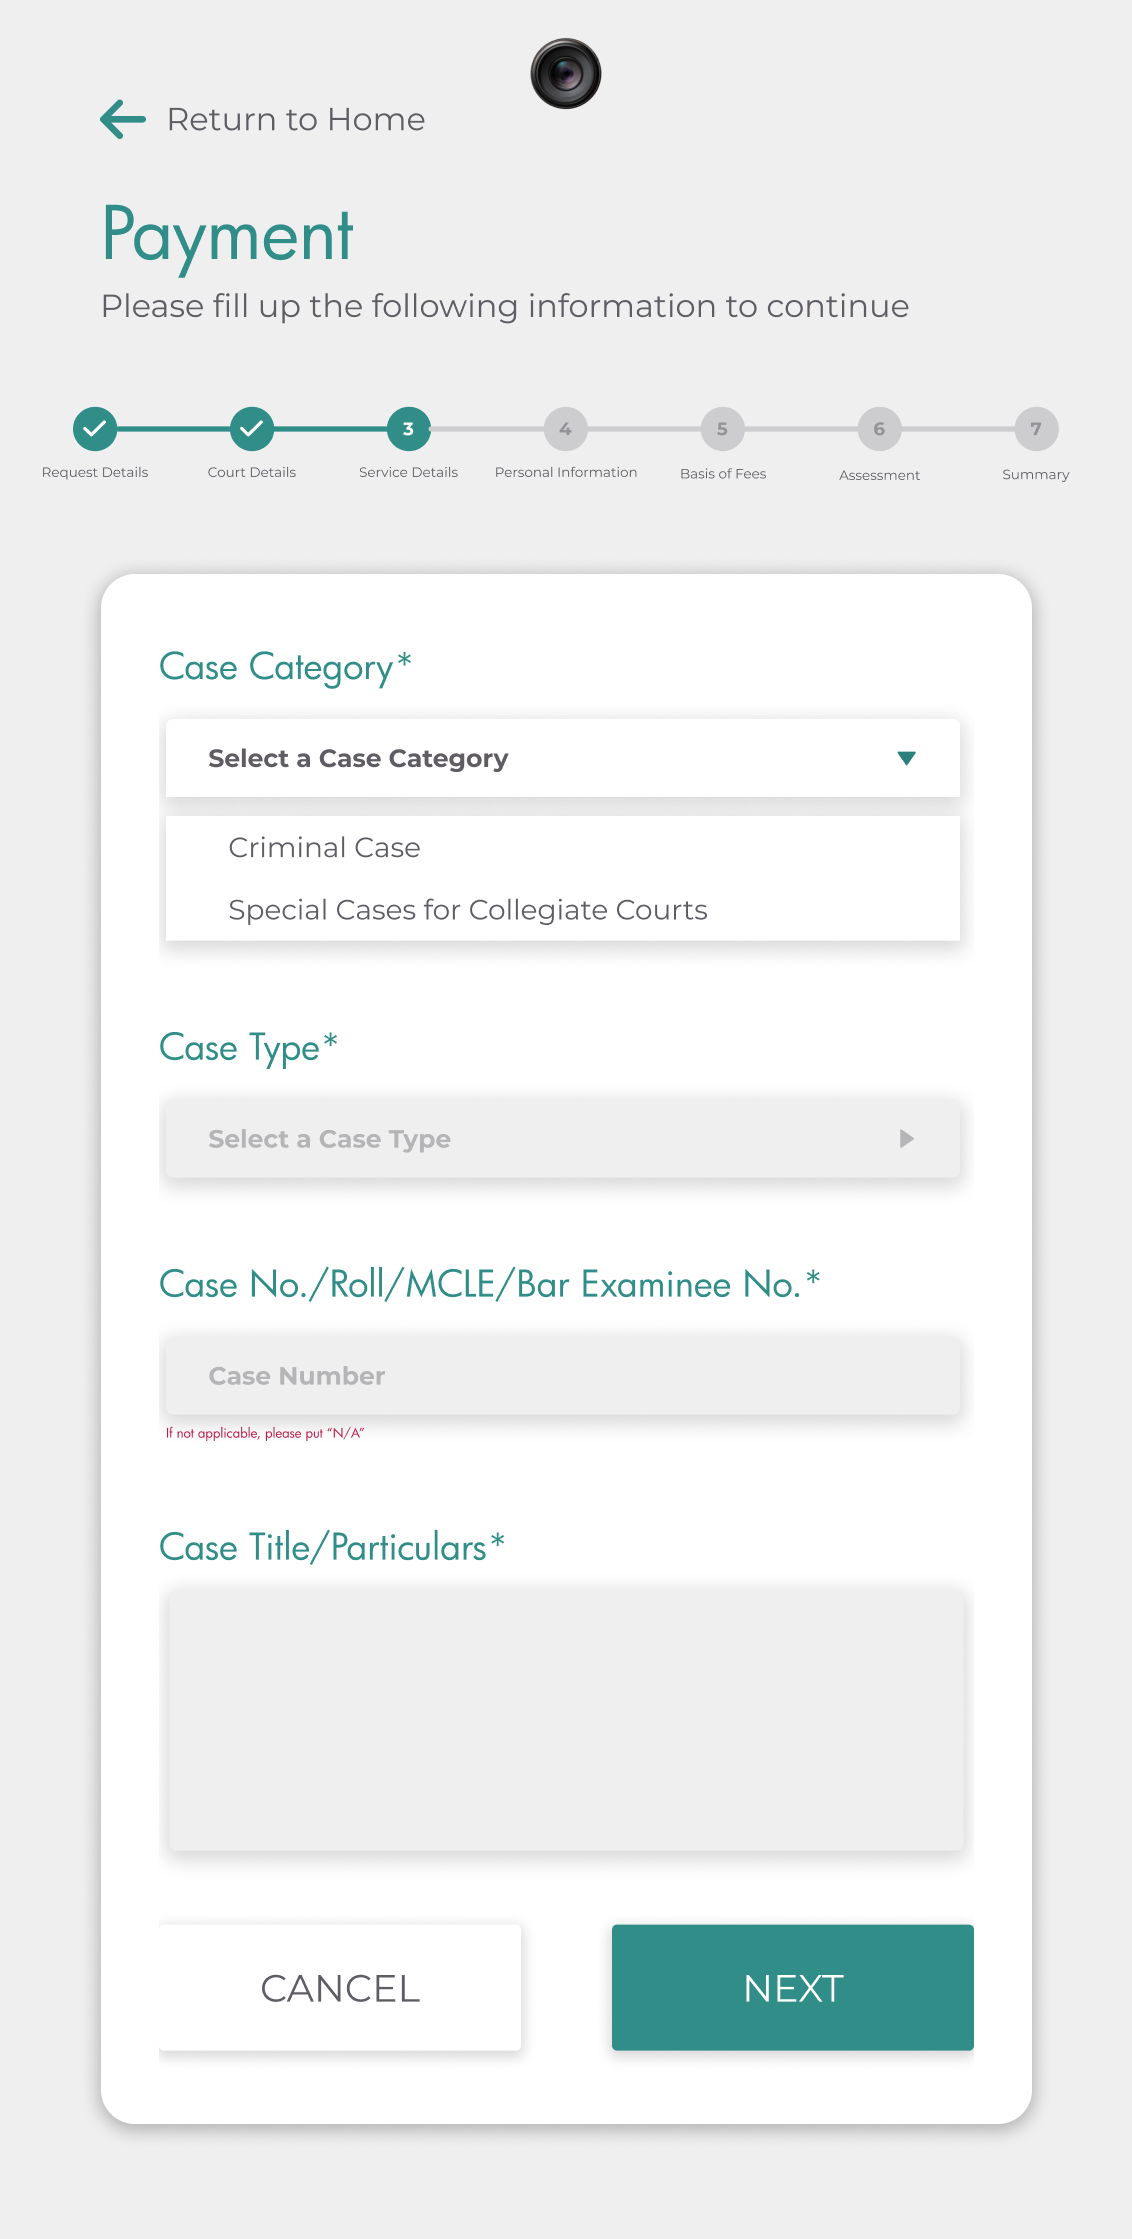 Return to Home
Payment
Please fill up the following information to continue
3 4 5 6 7
Request Details Court Details Service Details Personal Information Basis of Fees Assessment Summary
Case Category*
Select a Case Category
Criminal Case
Special Cases for Collegiate Courts
Case Type*
Select a Case Type
Case No./Roll/MCLE/Bar Examinee No.*
Case Number
If not applicable, please put “N/A”
Case Title/Particulars*
CANCEL NEXT